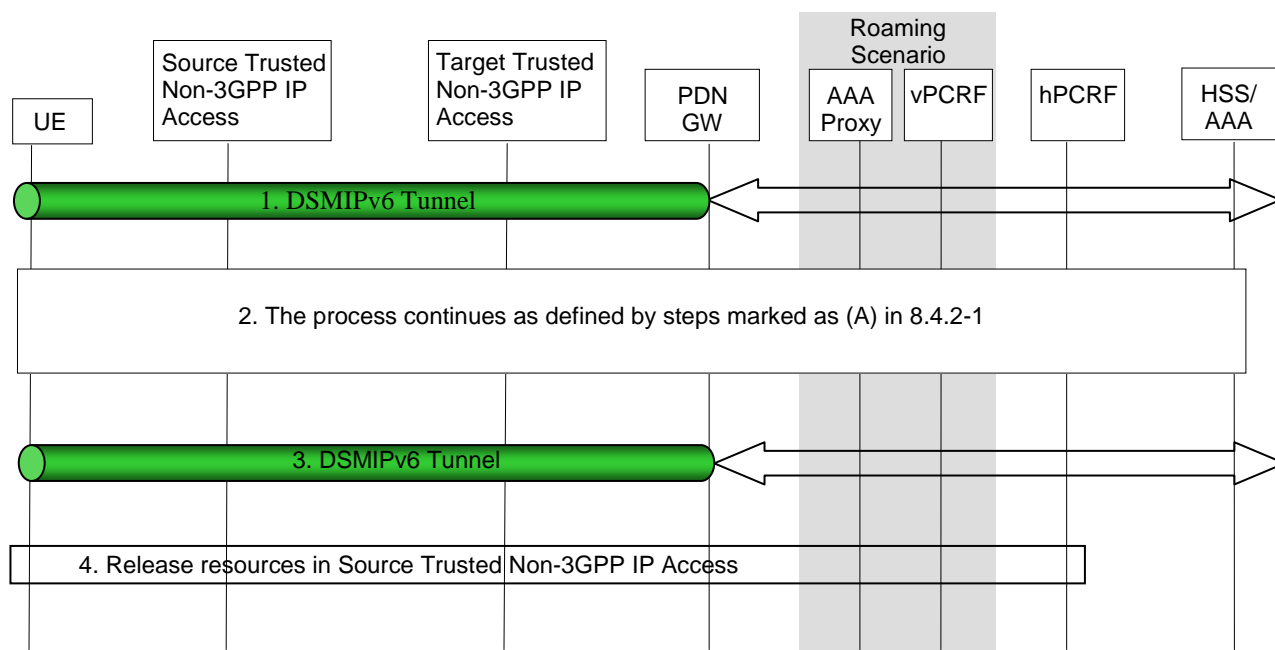 Roaming
Scenario
Source Trusted
Non-3GPP IP
Access
Target Trusted
Non-3GPP IP
Access
UE
PDN
GW
AAA
Proxy
vPCRF
hPCRF
HSS/
AAA
1. DSMIPv6 Tunnel
2. The process continues as defined by steps marked as (A) in 8.4.2-1
3. DSMIPv6 Tunnel
4. Release resources in Source Trusted Non-3GPP IP Access